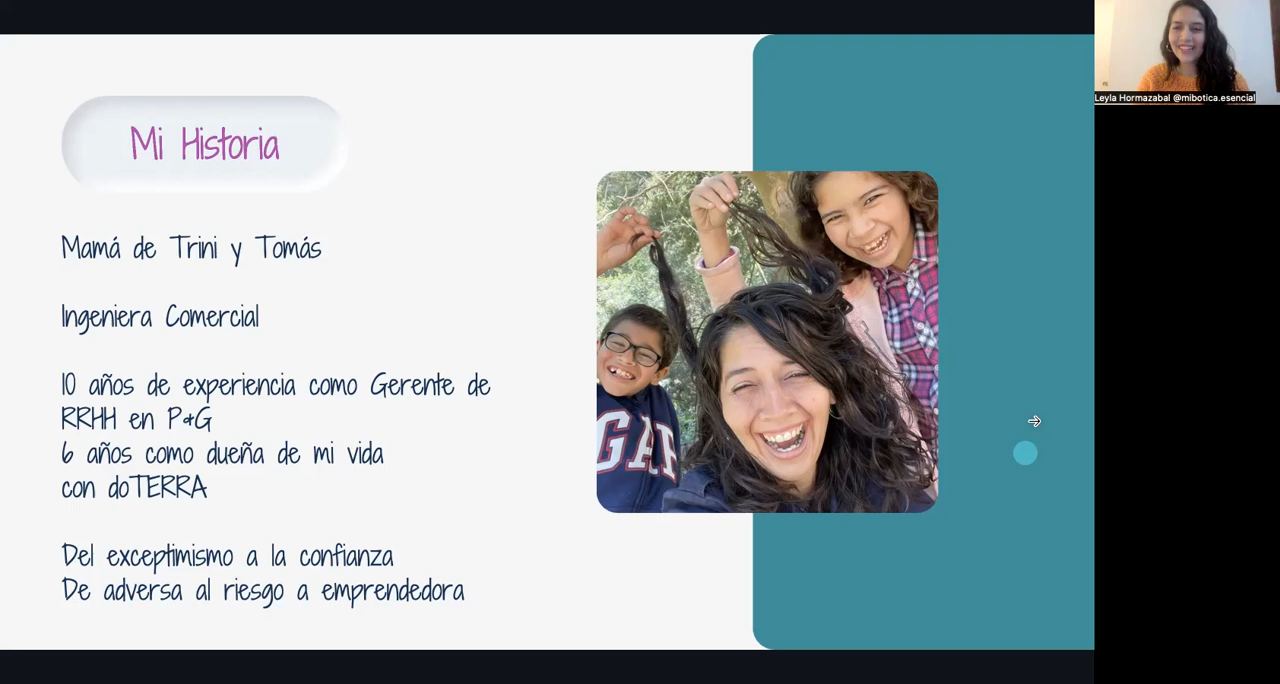 Mi Historia
Mamá de Trini y Tomás
Ingeniera Comercial
10 años de experiencia como Gerente de
RRHH en P&G
6 años como dueña de mi vida
con doTERRA
Del exceptimismo a la confianza
De adversa al riesgo a emprendedora
GAP
Leyla Hormazabal @mibotica.esencial